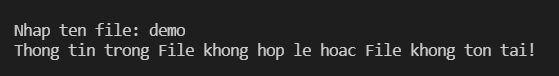 Nhap ten file: demo
Thong tin trong File khong hop le hoac File khong ton tai!